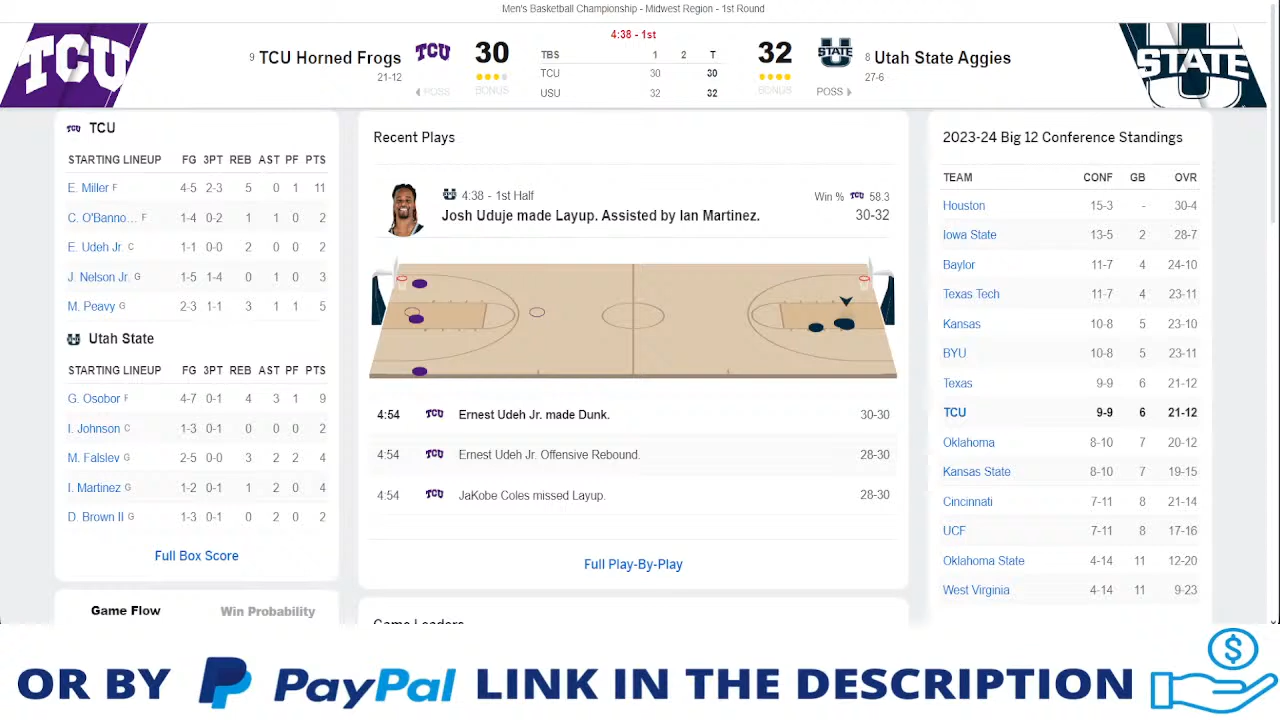 Men's Basketball Championship - Midwest Region - 1st Round
TCU
9 TCU Horned Frogs
21-12
TCU
POSS
30
BONUS
4:38 - 1st
TBS 1 2 T
TCU 30 30
USU 32 32
32
BONUS
STATE
POSS
8 Utah State Aggies
27-6
STATE
TCU TCU
STARTING LINEUP FG 3PT REB AST PF PTS
E. Miller F 4-5 2-3 5 0 1 11
C. O'Banno... F 1-4 0-2 1 1 0 2
E. Udeh Jr. C 1-1 0-0 2 0 0 2
J. Nelson Jr. G 1-5 1-4 0 1 0 3
M. Peavy G 2-3 1-1 3 1 1 5
Utah State
STARTING LINEUP FG 3PT REB AST PF PTS
G. Osobor F 4-7 0-1 4 3 1 9
I. Johnson C 1-3 0-1 0 0 0 2
M. Falslev G 2-5 0-0 3 2 2 4
I. Martinez G 1-2 0-1 1 2 0 4
D. Brown II G 1-3 0-1 0 2 0 2
Full Box Score
Game Flow Win Probability
Recent Plays
4:38 - 1st Half
Win % TCU 58.3
Josh Uduje made Layup. Assisted by Ian Martinez. 30-32
4:54 TCU Ernest Udeh Jr. made Dunk. 30-30
4:54 TCU Ernest Udeh Jr. Offensive Rebound. 28-30
4:54 TCU JaKobe Coles missed Layup. 28-30
Full Play-By-Play
Game Leaders
2023-24 Big 12 Conference Standings
TEAM CONF GB OVR
Houston 15-3 - 30-4
Iowa State 13-5 2 28-7
Baylor 11-7 4 24-10
Texas Tech 11-7 4 23-11
Kansas 10-8 5 23-10
BYU 10-8 5 23-11
Texas 9-9 6 21-12
TCU 9-9 6 21-12
Oklahoma 8-10 7 20-12
Kansas State 8-10 7 19-15
Cincinnati 7-11 8 21-14
UCF 7-11 8 17-16
Oklahoma State 4-14 11 12-20
West Virginia 4-14 11 9-23
OR BY PayPal LINK IN THE DESCRIPTION $